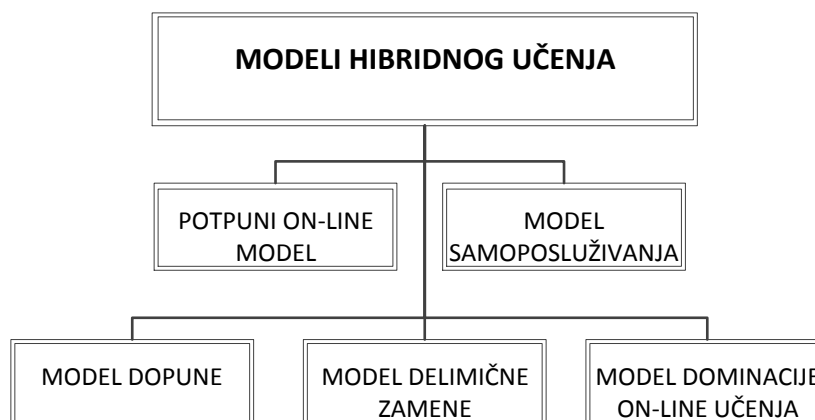 MODELI HIBRIDNOG UČENJA
POTPUNI ON-LINE
MODEL
MODEL
SAMOPOSLUŽIVANJA
MODEL DOPUNE
MODEL DELIMIČNE
ZAMENE
MODEL DOMINACIJE
ON-LINE UČENJA